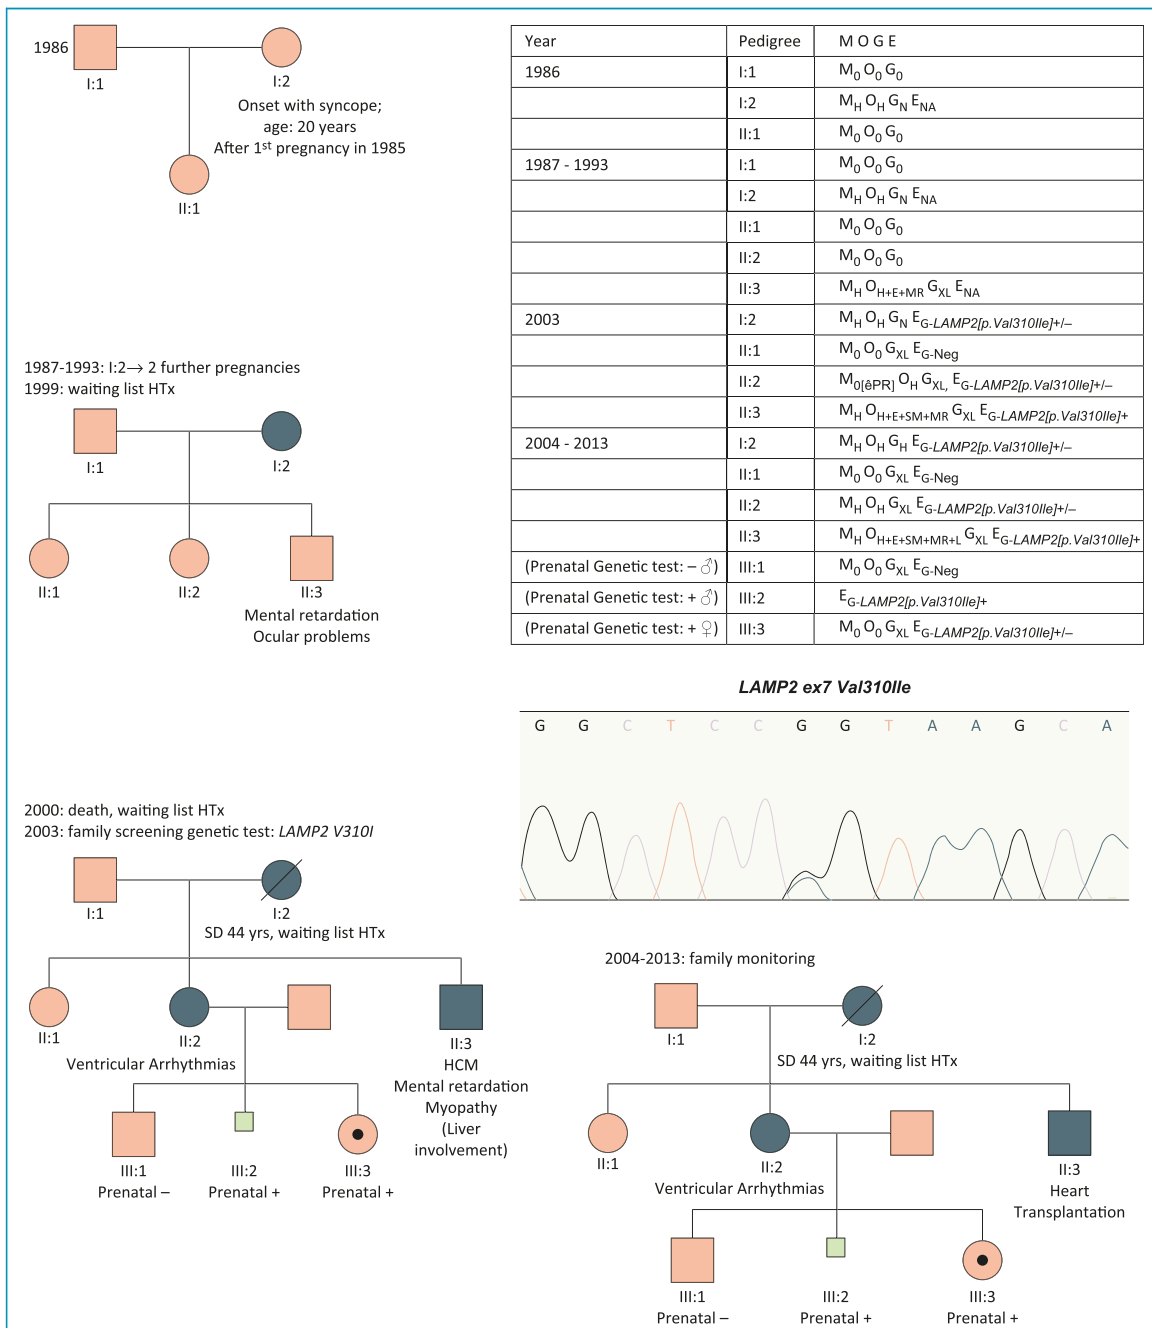 1986
I:1
I:2
Onset with syncope;
age: 20 years
After 1st pregnancy in 1985
II:1
Year Pedigree M O G E
1986 I:1 M0 O0 G0
I:2 MH OH GN ENA
II:1 M0 O0 G0
1987 - 1993 I:1 M0 O0 G0
I:2 MH OH GN ENA
II:1 M0 O0 G0
II:2 M0 O0 G0
II:3 MH OH+E+MR GXL ENA
2003 I:2 MH OH GN EG-LAMP2[p.Val310Ile]+/–
II:1 M0 O0 GXL EG-Neg
II:2 M0[êPR] OH GXL, EG-LAMP2[p.Val310Ile]+/–
II:3 MH OH+E+SM+MR GXL EG-LAMP2[p.Val310Ile]+
2004 - 2013 I:2 MH OH GH EG-LAMP2[p.Val310Ile]+/–
II:1 M0 O0 GXL EG-Neg
II:2 MH OH GXL EG-LAMP2[p.Val310Ile]+/–
II:3 MH OH+E+SM+MR+L GXL EG-LAMP2[p.Val310Ile]+
(Prenatal Genetic test: – ♂) III:1 M0 O0 GXL EG-Neg
(Prenatal Genetic test: + ♂) III:2 EG-LAMP2[p.Val310Ile]+
(Prenatal Genetic test: + ♀) III:3 M0 O0 GXL EG-LAMP2[p.Val310Ile]+/–
1987-1993: I:2→ 2 further pregnancies
1999: waiting list HTx
I:1
I:2
II:1
II:2
II:3
Mental retardation
Ocular problems
LAMP2 ex7 Val310Ile
G G C T C C G G T A A G C A
2000: death, waiting list HTx
2003: family screening genetic test: LAMP2 V310I
I:1
I:2
SD 44 yrs, waiting list HTx
II:1
II:2
Ventricular Arrhythmias
II:3
HCM
Mental retardation
Myopathy
(Liver
involvement)
III:1
Prenatal –
III:2
Prenatal +
III:3
Prenatal +
2004-2013: family monitoring
I:1
I:2
SD 44 yrs, waiting list HTx
II:1
II:2
Ventricular Arrhythmias
II:3
Heart
Transplantation
III:1
Prenatal –
III:2
Prenatal +
III:3
Prenatal +